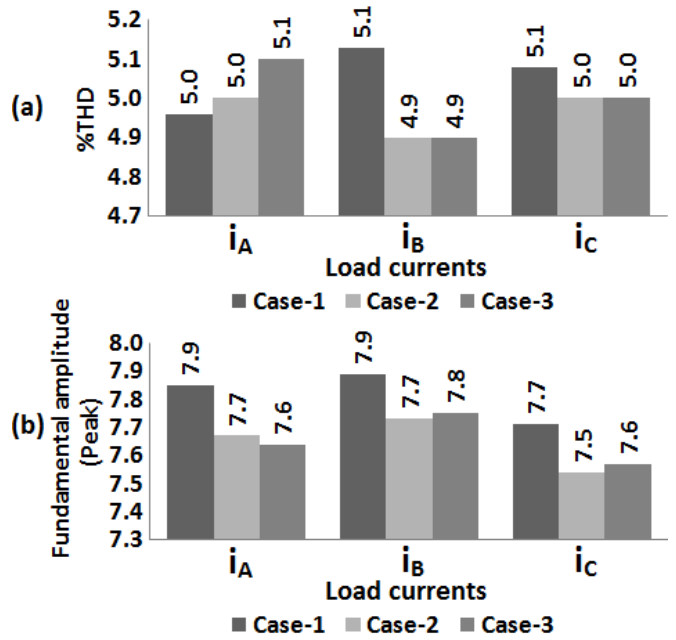 (a)
%THD
5.2
5.1
5.0
4.9
4.8
4.7
5.0 5.0 5.1
5.1 4.9 4.9
5.1 5.0 5.0
iA iB iC
Load currents
Case-1 Case-2 Case-3
(b)
Fundamental amplitude
(Peak)
8.0
7.9
7.8
7.7
7.6
7.5
7.4
7.3
7.9 7.7 7.6
7.9 7.7 7.8
7.7 7.5 7.6
iA iB iC
Load currents
Case-1 Case-2 Case-3